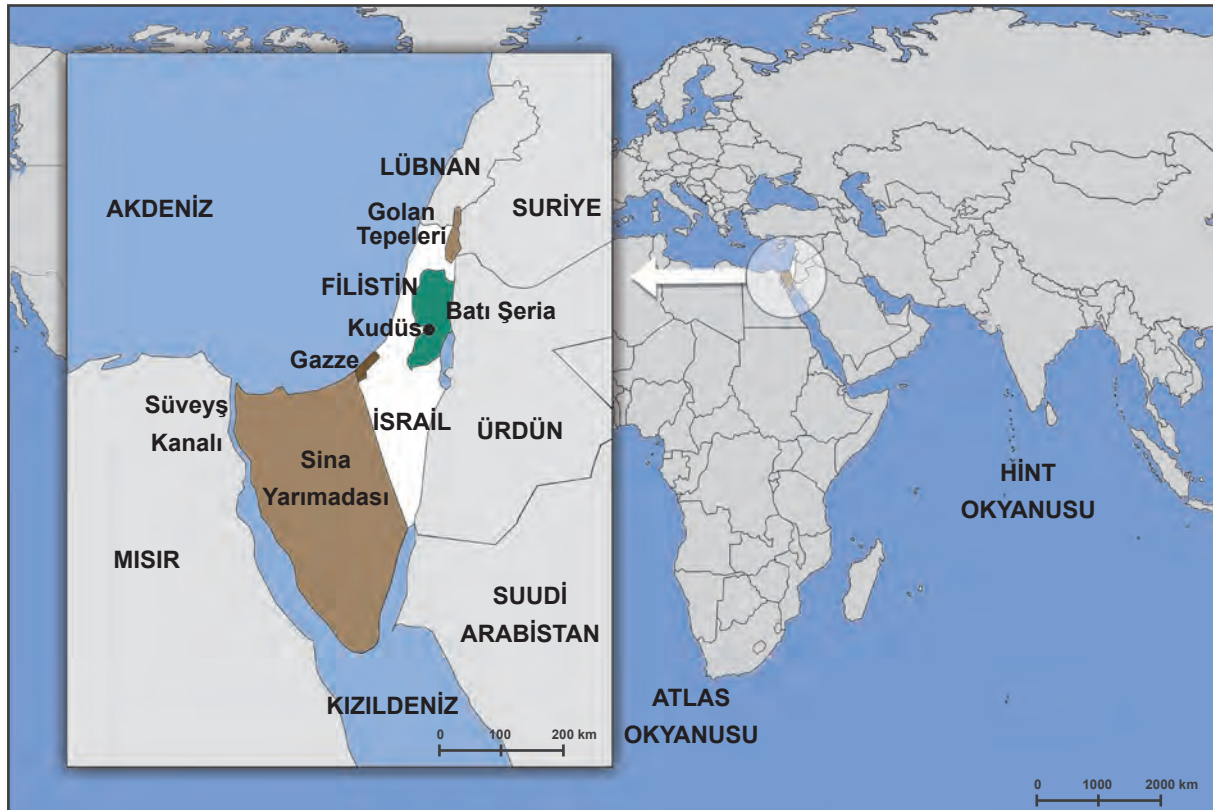 LÜBNAN
AKDENİZ
Golan
Tepeleri
SURİYE
FİLİSTİN
Batı Şeria
Kudüs
Gazze
Süveyş
Kanalı
İSRAİL
ÜRDÜN
Sina
Yarımadası
MISIR
SUUDİ
ARABİSTAN
KIZILDENİZ
0 100 200 km
HİNT
OKYANUSU
ATLAS
OKYANUSU
0 1000 2000 km